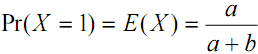 Pr(X = 1) = E(X) = a / (a + b)